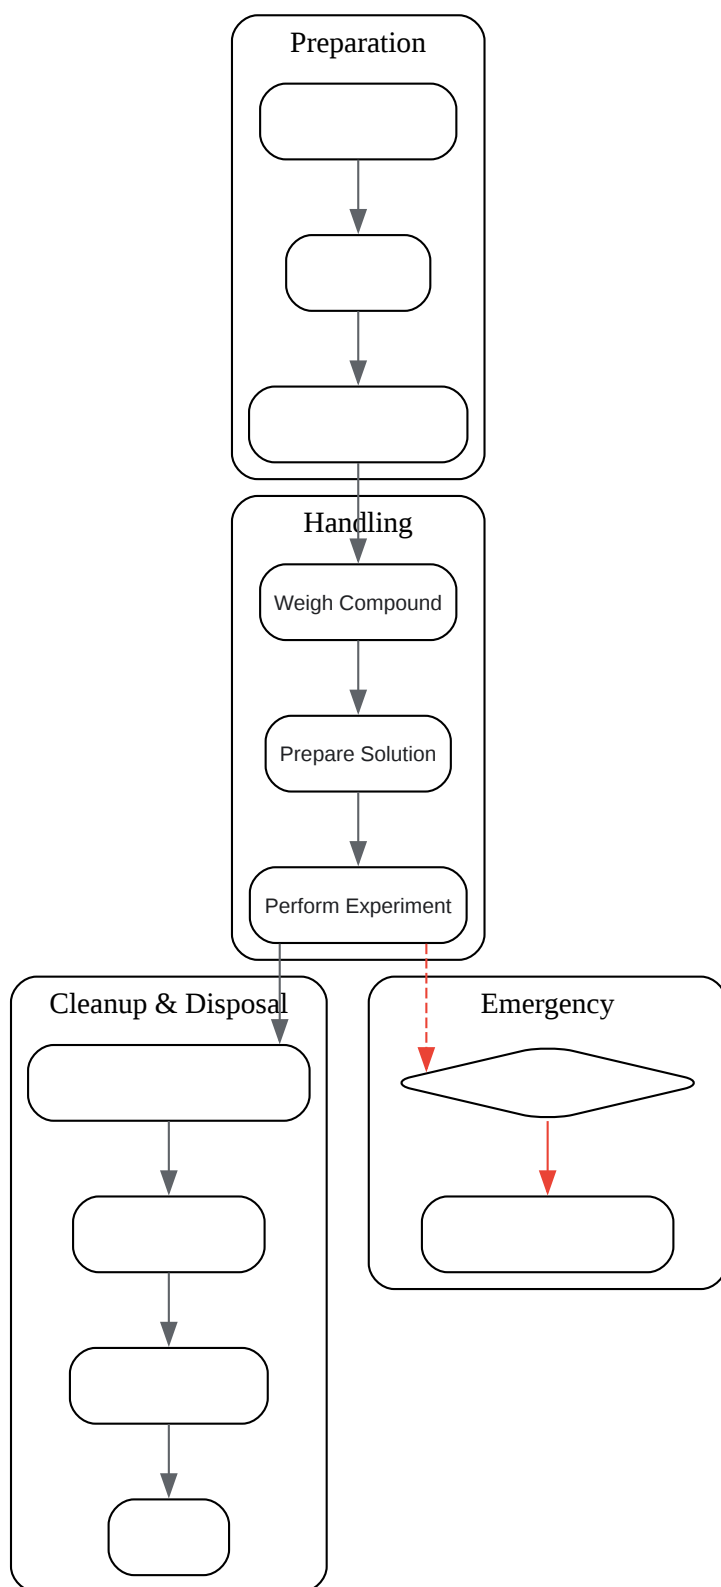 Preparation
Handling
Weigh Compound
Prepare Solution
Perform Experiment
Cleanup & Disposal
Emergency